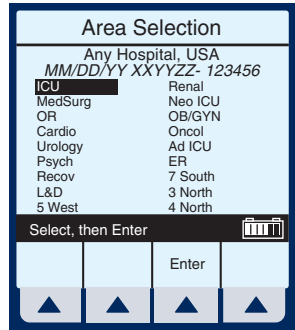 Area Selection
Any Hospital, USA
MM/DD/YY XXYYZZ- 123456
ICU Renal
MedSurg Neo ICU
OR OB/GYN
Cardio Oncol
Urology Ad ICU
Psych ER
Recov 7 South
L&D 3 North
5 West 4 North
Select, then Enter
Enter